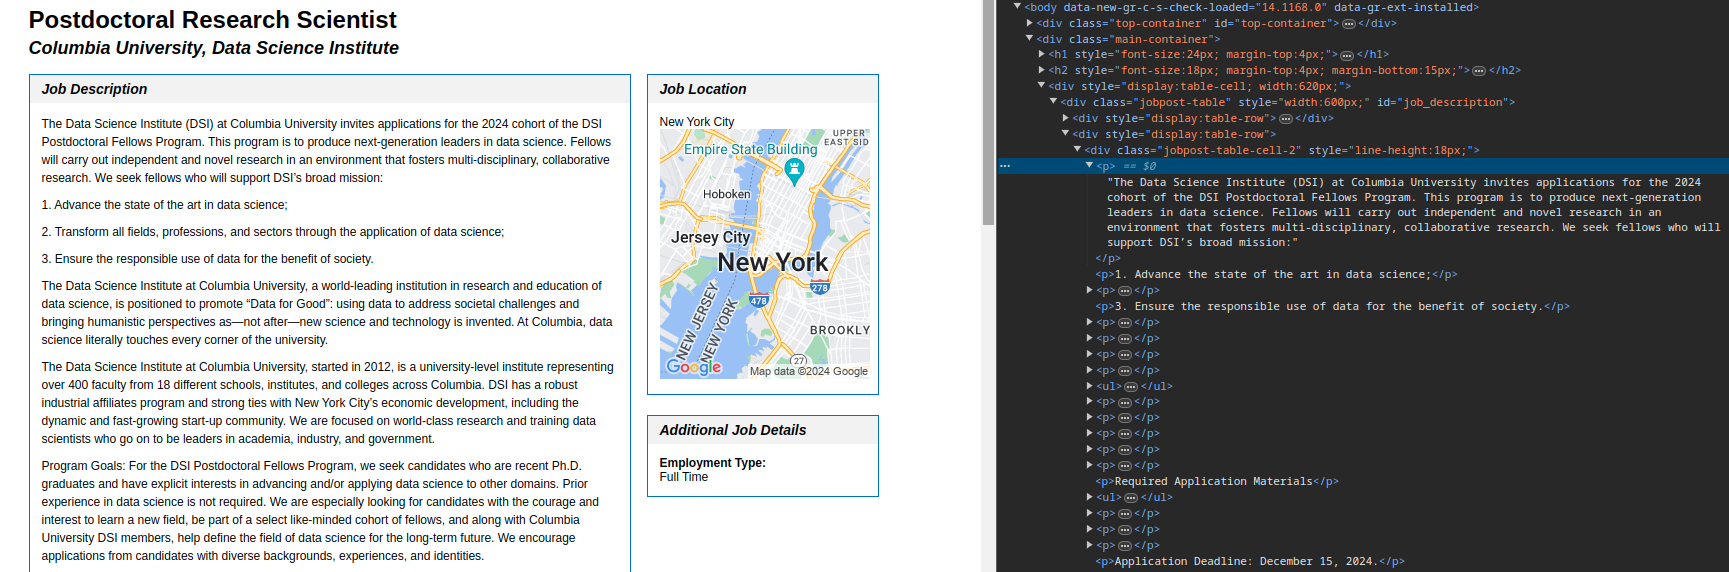 Postdoctoral Research Scientist
Columbia University, Data Science Institute
Job Description
The Data Science Institute (DSI) at Columbia University invites applications for the 2024 cohort of the DSI
Postdoctoral Fellows Program. This program is to produce next-generation leaders in data science. Fellows
will carry out independent and novel research in an environment that fosters multi-disciplinary, collaborative
research. We seek fellows who will support DSI's broad mission:
1. Advance the state of the art in data science;
2. Transform all fields, professions, and sectors through the application of data science;
3. Ensure the responsible use of data for the benefit of society.
The Data Science Institute at Columbia University, a world-leading institution in research and education of
data science, is positioned to promote “Data for Good”: using data to address societal challenges and
bringing humanistic perspectives as—not after—new science and technology is invented. At Columbia, data
science literally touches every corner of the university.
The Data Science Institute at Columbia University, started in 2012, is a university-level institute representing
over 400 faculty from 18 different schools, institutes, and colleges across Columbia. DSI has a robust
industrial affiliates program and strong ties with New York City's economic development, including the
dynamic and fast-growing start-up community. We are focused on world-class research and training data
scientists who go on to be leaders in academia, industry, and government.
Program Goals: For the DSI Postdoctoral Fellows Program, we seek candidates who are recent Ph.D.
graduates and have explicit interests in advancing and/or applying data science to other domains. Prior
experience in data science is not required. We are especially looking for candidates with the courage and
interest to learn a new field, be part of a select like-minded cohort of fellows, and along with Columbia
University DSI members, help define the field of data science for the long-term future. We encourage
applications from candidates with diverse backgrounds, experiences, and identities.
Job Location
New York City
UPPER
EAST SID
Empire State Building
Hoboken
Jersey City
New York
278
478
NEW JERSEY
NEW YORK
BROOKLY
27
Google
Map data ©2024 Google
Additional Job Details
Employment Type:
Full Time
<body data-new-gr-c-s-check-loaded="14.1168.0" data-gr-ext-installed>
<div class="top-container" id="top-container"> ••• </div>
<div class="main-container">
<h1 style="font-size:24px; margin-top:4px;"> ••• </h1>
<h2 style="font-size:18px; margin-top:4px; margin-bottom:15px;"> ••• </h2>
<div style="display:table-cell; width:620px;">
<div class="jobpost-table" style="width:600px;" id="job_description">
<div style="display:table-row"> ••• </div>
<div style="display:table-row">
<div class="jobpost-table-cell-2" style="line-height:18px;">
••• <p> == $0
"The Data Science Institute (DSI) at Columbia University invites applications for the 2024
cohort of the DSI Postdoctoral Fellows Program. This program is to produce next-generation
leaders in data science. Fellows will carry out independent and novel research in an
environment that fosters multi-disciplinary, collaborative research. We seek fellows who will
support DSI's broad mission:"
</p>
<p>1. Advance the state of the art in data science;</p>
<p> ••• </p>
<p>3. Ensure the responsible use of data for the benefit of society.</p>
<p> ••• </p>
<p> ••• </p>
<p> ••• </p>
<p> ••• </p>
<ul> ••• </ul>
<p> ••• </p>
<p> ••• </p>
<p> ••• </p>
<p> ••• </p>
<p> ••• </p>
<p>Required Application Materials</p>
<ul> ••• </ul>
<p> ••• </p>
<p> ••• </p>
<p> ••• </p>
<p>Application Deadline: December 15, 2024.</p>